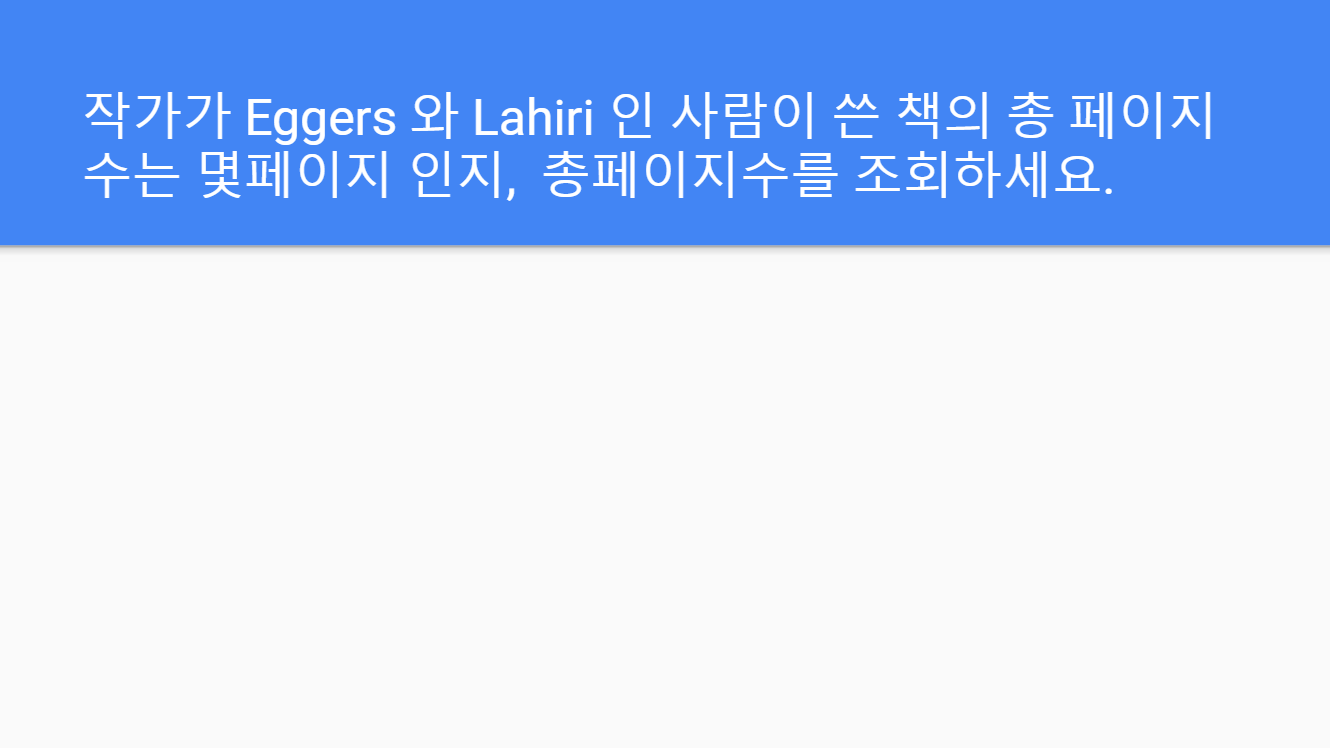 작가가 Eggers 와 Lahiri 인 사람이 쓴 책의 총 페이지
수는 몇페이지 인지,  총페이지수를 조회하세요.